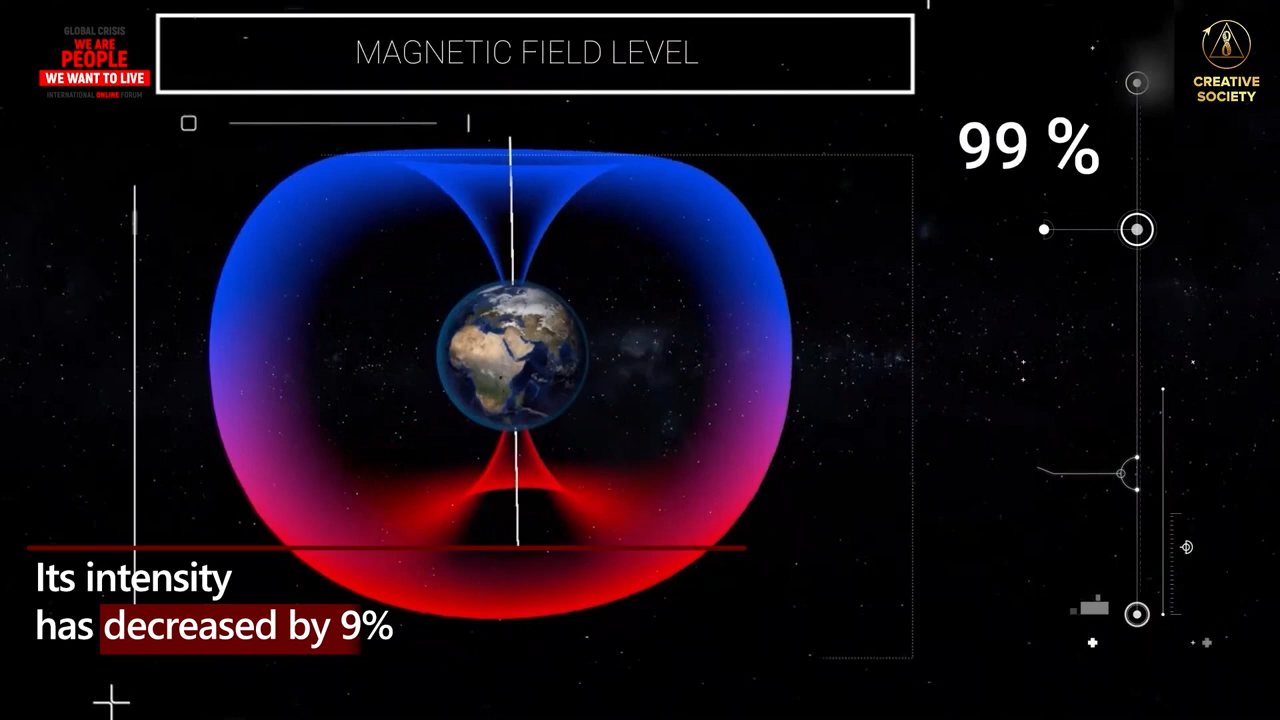 GLOBAL CRISIS
WE ARE
PEOPLE
WE WANT TO LIVE
INTERNATIONAL ONLINE FORUM
MAGNETIC FIELD LEVEL
CREATIVE
SOCIETY
99 %
Its intensity
has decreased by 9%